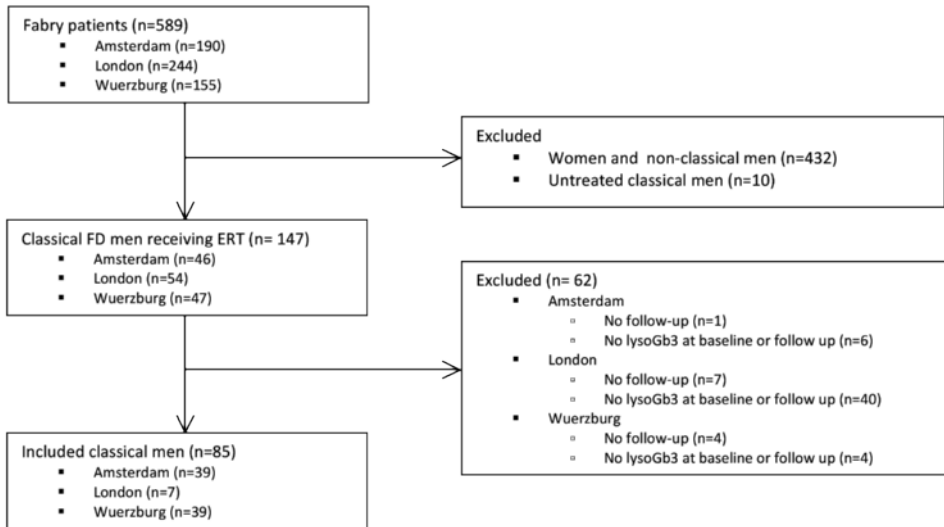 Fabry patients (n=589)
▪ Amsterdam (n=190)
▪ London (n=244)
▪ Wuerzburg (n=155)
Excluded
▪ Women and non-classical men (n=432)
▪ Untreated classical men (n=10)
Classical FD men receiving ERT (n= 147)
▪ Amsterdam (n=46)
▪ London (n=54)
▪ Wuerzburg (n=47)
Excluded (n= 62)
▪ Amsterdam
▫ No follow-up (n=1)
▫ No lysoGb3 at baseline or follow up (n=6)
▪ London
▫ No follow-up (n=7)
▫ No lysoGb3 at baseline or follow up (n=40)
▪ Wuerzburg
▫ No follow-up (n=4)
▫ No lysoGb3 at baseline or follow up (n=4)
Included classical men (n=85)
▪ Amsterdam (n=39)
▪ London (n=7)
▪ Wuerzburg (n=39)